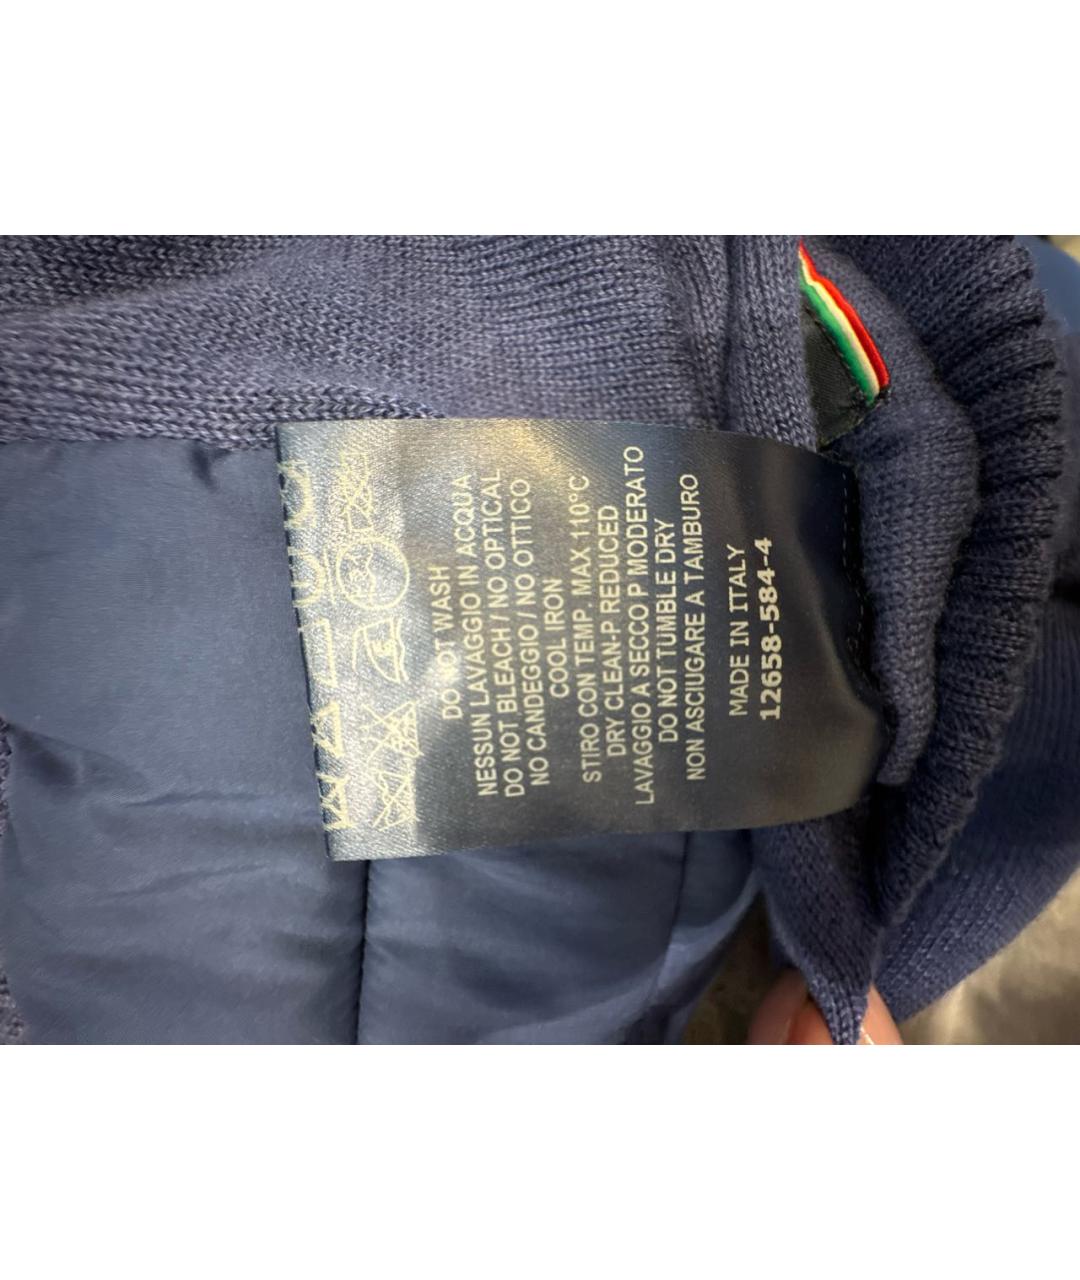 DO NOT WASH
NESSUN LAVAGGIO IN ACQUA
DO NOT BLEACH / NO OPTICAL
NO CANDEGGIO / NO OTTICO
COOL IRON
STIRO CON TEMP. MAX 110°C
DRY CLEAN-P REDUCED
LAVAGGIO A SECCO P MODERATO
DO NOT TUMBLE DRY
NON ASCIUGARE A TAMBURO
MADE IN ITALY
12658-584-4